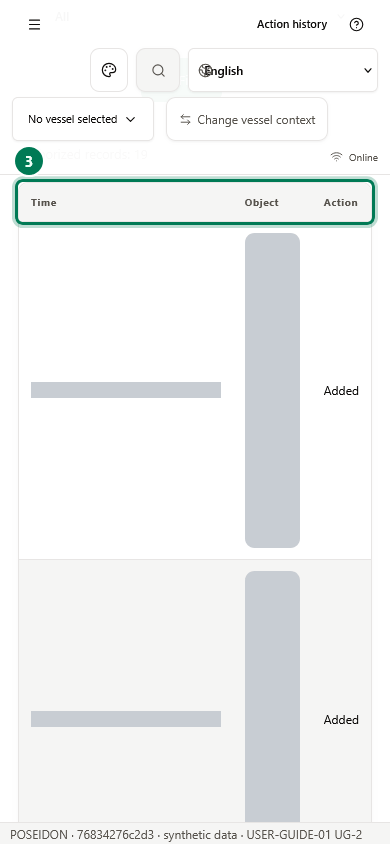 All
Action history
English
No vessel selected
Change vessel context
3
Online
Time Object Action
Added
Added
POSEIDON · 76834276c2d3 · synthetic data · USER-GUIDE-01 UG-2